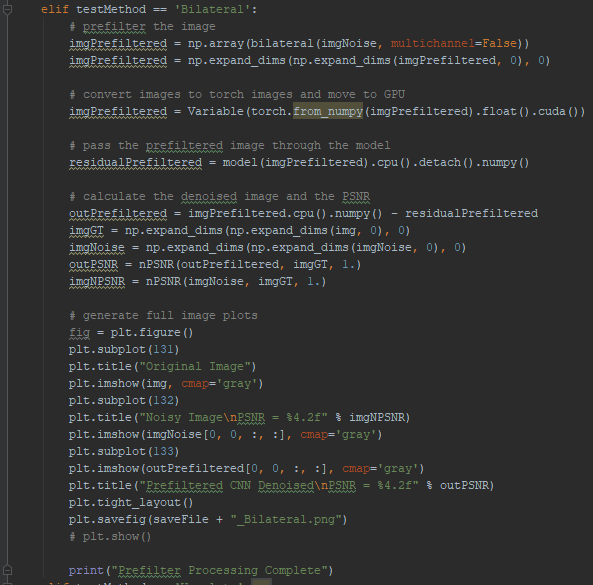 elif testMethod == 'Bilateral':
# prefilter the image
imgPrefiltered = np.array(bilateral(imgNoise, multichannel=False))
imgPrefiltered = np.expand_dims(np.expand_dims(imgPrefiltered, 0), 0)
# convert images to torch images and move to GPU
imgPrefiltered = Variable(torch.from_numpy(imgPrefiltered).float().cuda())
# pass the prefiltered image through the model
residualPrefiltered = model(imgPrefiltered).cpu().detach().numpy()
# calculate the denoised image and the PSNR
outPrefiltered = imgPrefiltered.cpu().numpy() - residualPrefiltered
imgGT = np.expand_dims(np.expand_dims(img, 0), 0)
imgNoise = np.expand_dims(np.expand_dims(imgNoise, 0), 0)
outPSNR = nPSNR(outPrefiltered, imgGT, 1.)
imgNPSNR = nPSNR(imgNoise, imgGT, 1.)
# generate full image plots
fig = plt.figure()
plt.subplot(131)
plt.title("Original Image")
plt.imshow(img, cmap='gray')
plt.subplot(132)
plt.title("Noisy Image\nPSNR = %4.2f" % imgNPSNR)
plt.imshow(imgNoise[0, 0, :, :], cmap='gray')
plt.subplot(133)
plt.imshow(outPrefiltered[0, 0, :, :], cmap='gray')
plt.title("Prefiltered CNN Denoised\nPSNR = %4.2f" % outPSNR)
plt.tight_layout()
plt.savefig(saveFile + "_Bilateral.png")
# plt.show()
print("Prefilter Processing Complete")